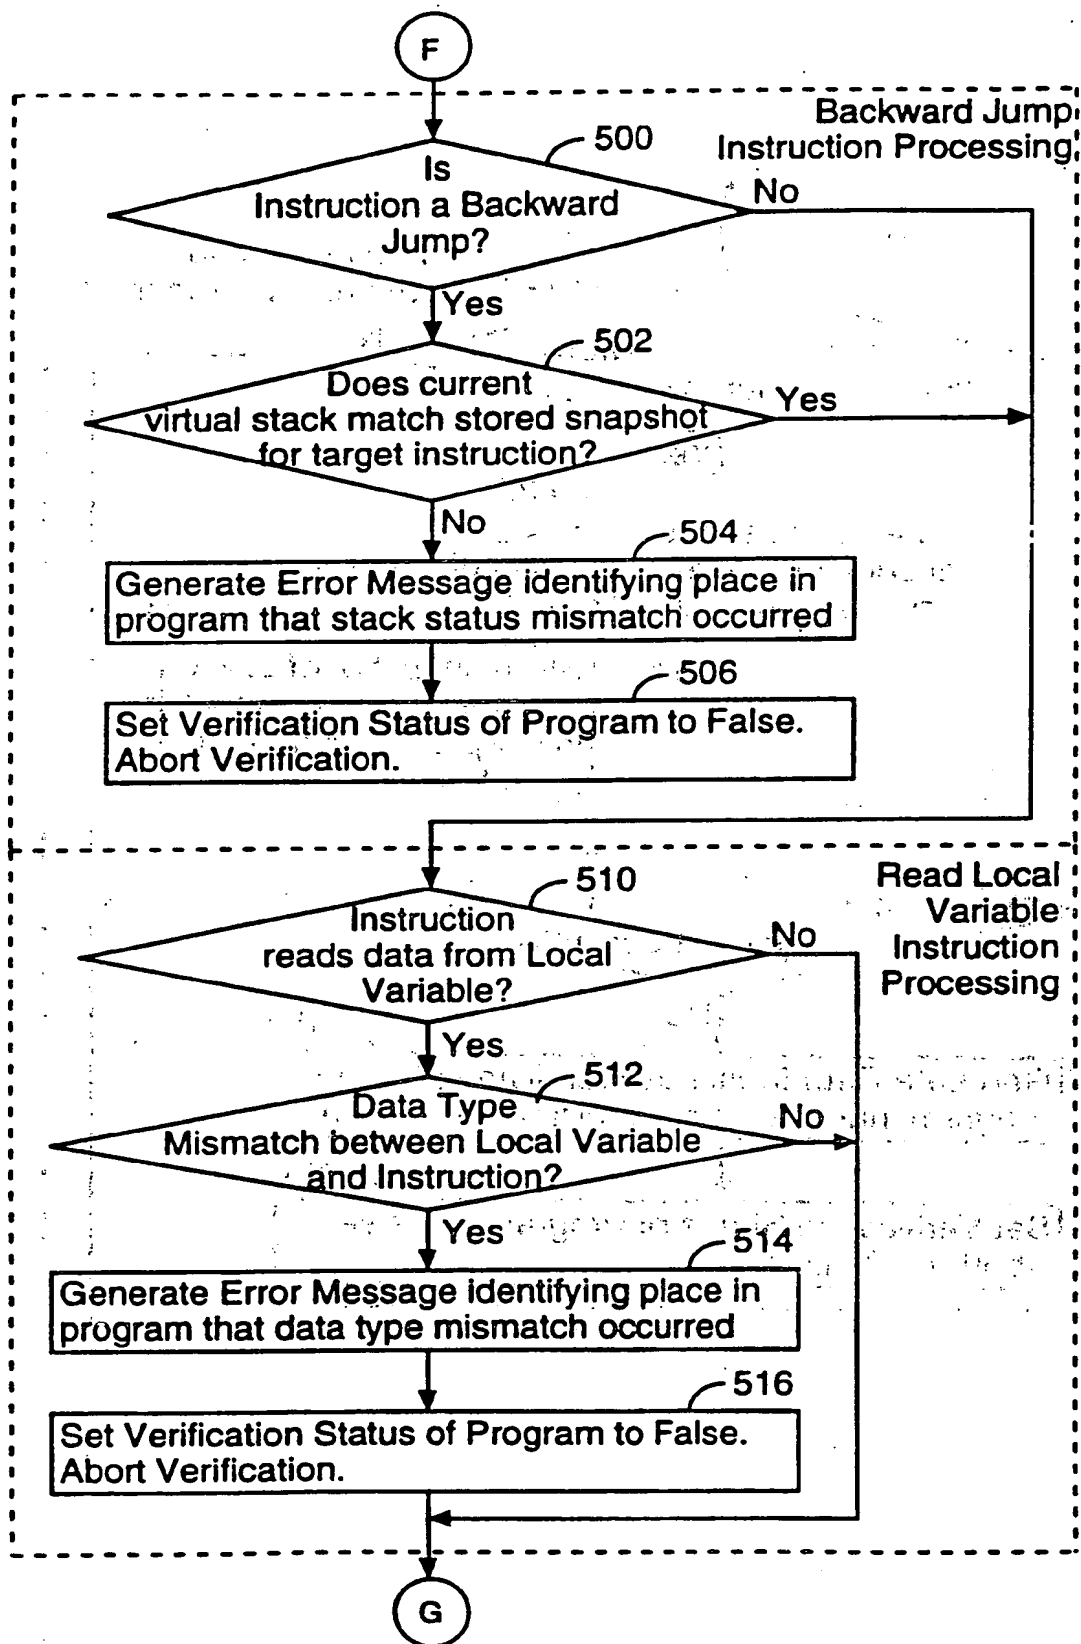 F
Backward Jump
Instruction Processing
500
Is
Instruction a Backward
Jump?
No
Yes
502
Does current
virtual stack match stored snapshot
for target instruction?
Yes
No
504
Generate Error Message identifying place in
program that stack status mismatch occurred
506
Set Verification Status of Program to False.
Abort Verification.
Read Local
Variable
Instruction
Processing
510
Instruction
reads data from Local
Variable?
No
Yes
512
Data Type
Mismatch between Local Variable
and Instruction?
No
Yes
514
Generate Error Message identifying place in
program that data type mismatch occurred
516
Set Verification Status of Program to False.
Abort Verification.
G